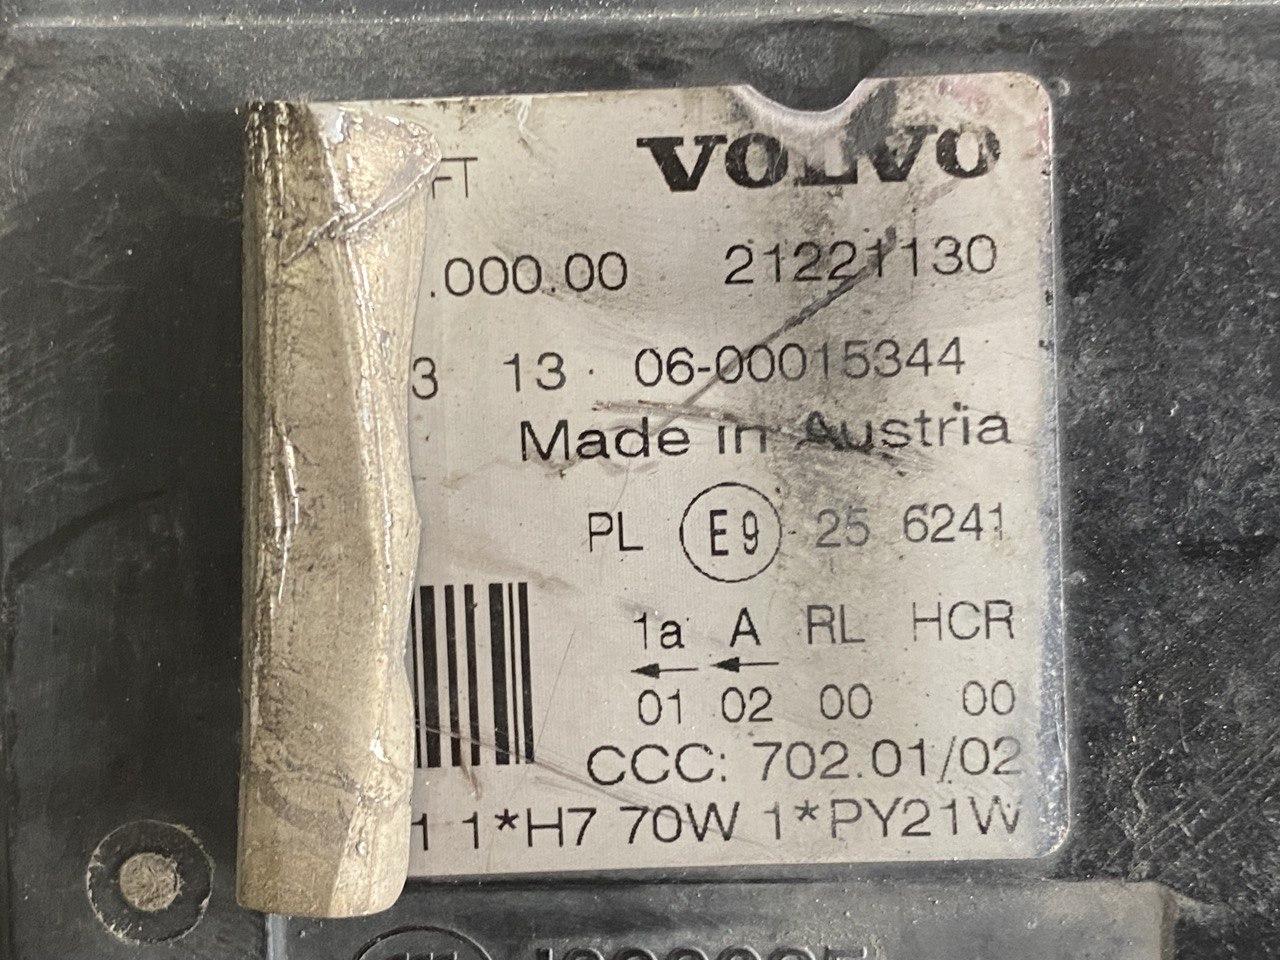 FT VOLVO
.000.00 21221130
3 13 06-00015344
Made in Austria
PL E9 25 6241
1a A RL HCR
01 02 00 00
CCC: 702.01/02
1 1*H7 70W 1*PY21W